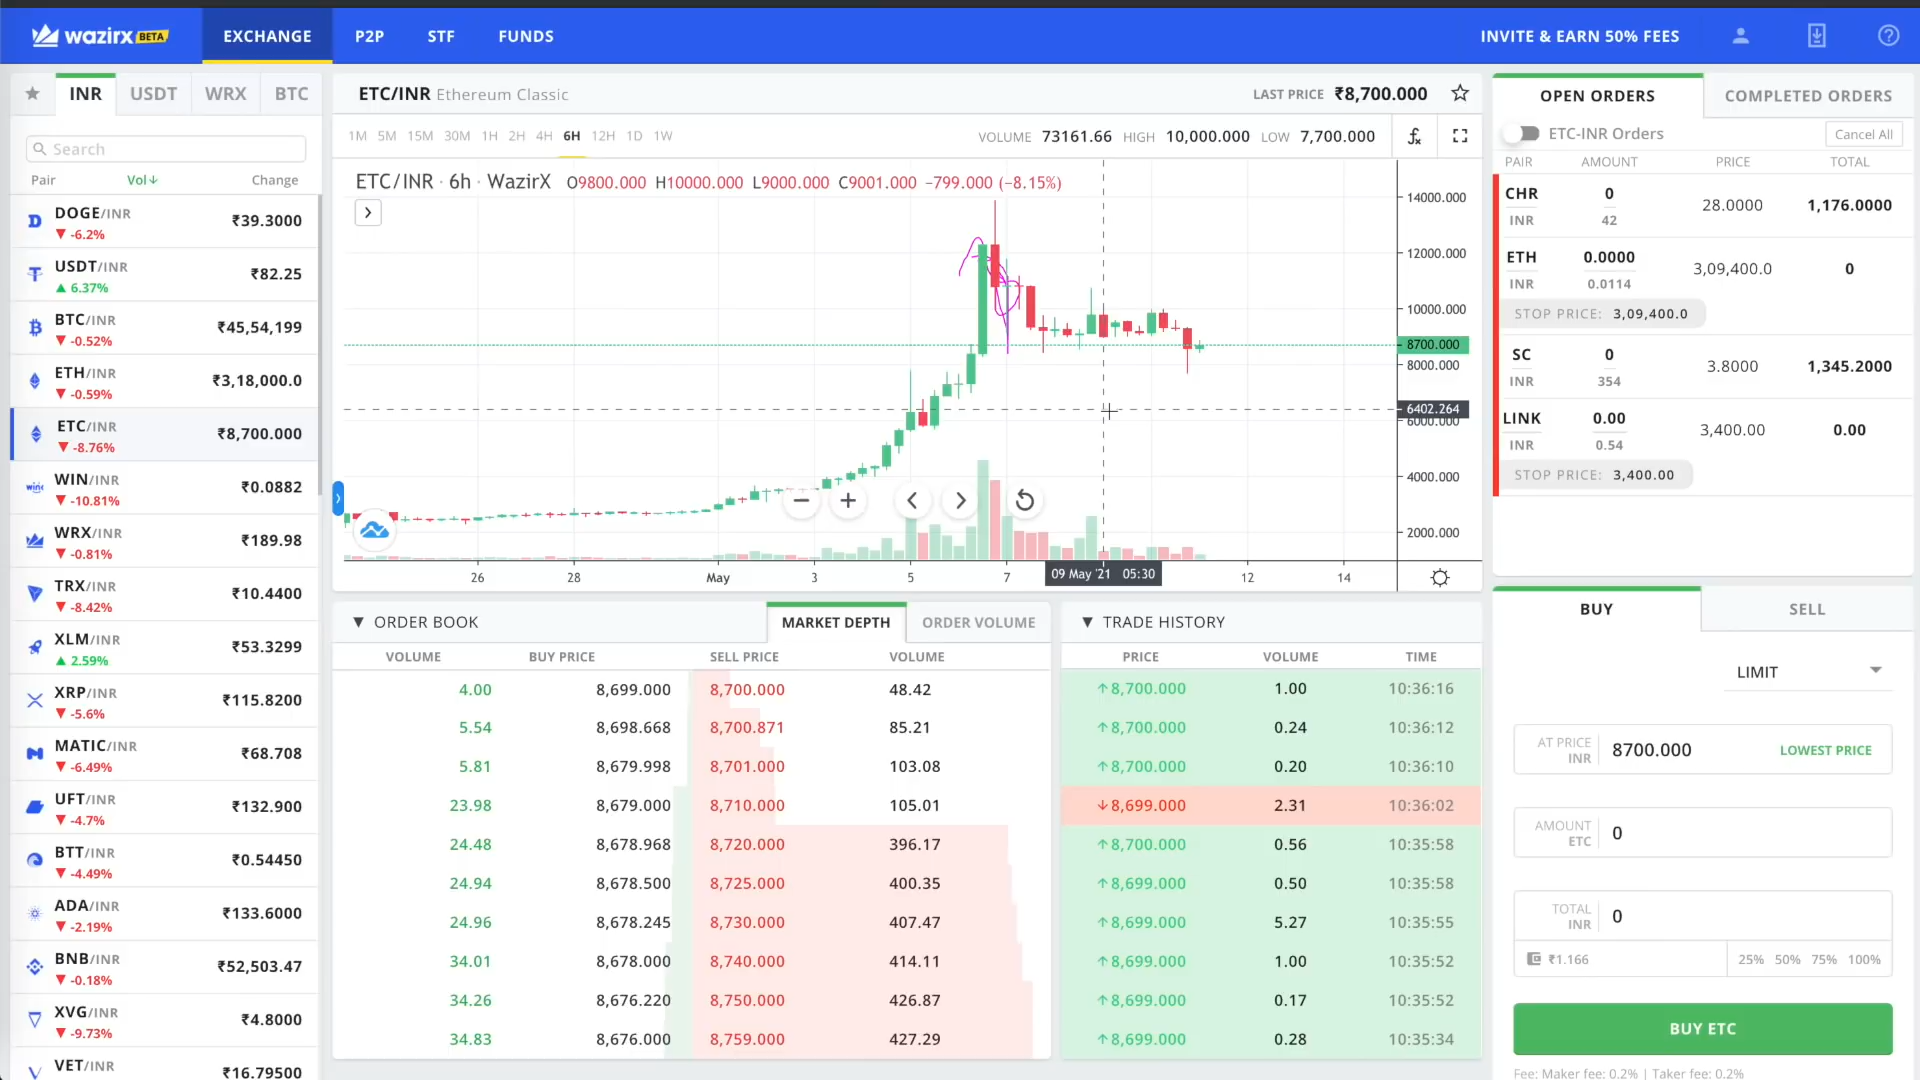 wazirx BETA
EXCHANGE
P2P
STF
FUNDS
INVITE & EARN 50% FEES
INR USDT WRX BTC
Search
Pair Vol↓ Change
DOGE/INR ₹39.3000
▼ -6.2%
USDT/INR ₹82.25
▲ 6.37%
BTC/INR ₹45,54,199
▼ -0.52%
ETH/INR ₹3,18,000.0
▼ -0.59%
ETC/INR ₹8,700.000
▼ -8.76%
WIN/INR ₹0.0882
▼ -10.81%
WRX/INR ₹189.98
▼ -0.81%
TRX/INR ₹10.4400
▼ -8.42%
XLM/INR ₹53.3299
▲ 2.59%
XRP/INR ₹115.8200
▼ -5.6%
MATIC/INR ₹68.708
▼ -6.49%
UFT/INR ₹132.900
▼ -4.7%
BTT/INR ₹0.54450
▼ -4.49%
ADA/INR ₹133.6000
▼ -2.19%
BNB/INR ₹52,503.47
▼ -0.18%
XVG/INR ₹4.8000
▼ -9.73%
VET/INR ₹16.79500
ETC/INR Ethereum Classic LAST PRICE ₹8,700.000
1M 5M 15M 30M 1H 2H 4H 6H 12H 1D 1W VOLUME 73161.66 HIGH 10,000.000 LOW 7,700.000
ETC/INR · 6h · WazirX O9800.000 H10000.000 L9000.000 C9001.000 −799.000 (−8.15%)
14000.000
12000.000
10000.000
8700.000
8000.000
6402.264
6000.000
4000.000
2000.000
26 28 May 3 5 7 09 May '21 05:30 12 14
▼ ORDER BOOK MARKET DEPTH ORDER VOLUME
VOLUME BUY PRICE SELL PRICE VOLUME
4.00 8,699.000 8,700.000 48.42
5.54 8,698.668 8,700.871 85.21
5.81 8,679.998 8,701.000 103.08
23.98 8,679.000 8,710.000 105.01
24.48 8,678.968 8,720.000 396.17
24.94 8,678.500 8,725.000 400.35
24.96 8,678.245 8,730.000 407.47
34.01 8,678.000 8,740.000 414.11
34.26 8,676.220 8,750.000 426.87
34.83 8,676.000 8,759.000 427.29
▼ TRADE HISTORY
PRICE VOLUME TIME
↑8,700.000 1.00 10:36:16
↑8,700.000 0.24 10:36:12
↑8,700.000 0.20 10:36:10
↓8,699.000 2.31 10:36:02
↑8,700.000 0.56 10:35:58
↑8,699.000 0.50 10:35:58
↑8,699.000 5.27 10:35:55
↑8,699.000 1.00 10:35:52
↑8,699.000 0.17 10:35:52
↑8,699.000 0.28 10:35:34
OPEN ORDERS COMPLETED ORDERS
ETC-INR Orders Cancel All
PAIR AMOUNT PRICE TOTAL
CHR 0 28.0000 1,176.0000
INR 42
ETH 0.0000 3,09,400.0 0
INR 0.0114
STOP PRICE: 3,09,400.0
SC 0 3.8000 1,345.2000
INR 354
LINK 0.00 3,400.00 0.00
INR 0.54
STOP PRICE: 3,400.00
BUY SELL
LIMIT
AT PRICE INR 8700.000 LOWEST PRICE
AMOUNT ETC 0
TOTAL INR 0
₹1.166 25% 50% 75% 100%
BUY ETC
Fee: Maker fee: 0.2% | Taker fee: 0.2%